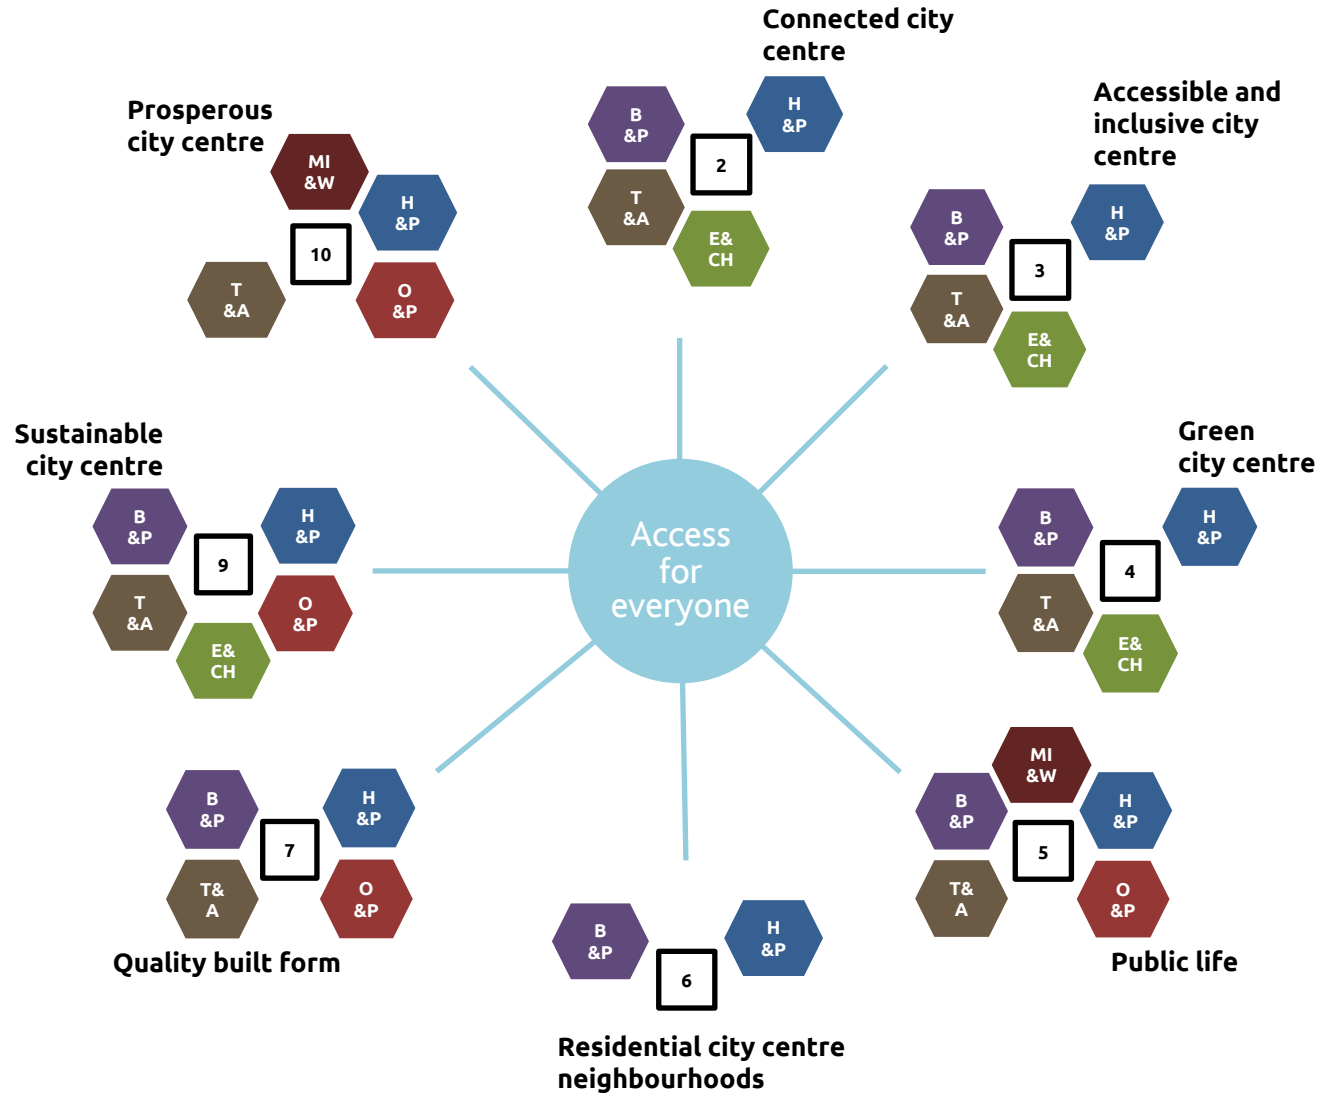 Connected city
centre
B
&P
H
&P
2
T
&A
E&
CH
Accessible and
inclusive city
centre
B
&P
H
&P
3
T
&A
E&
CH
Green
city centre
B
&P
H
&P
4
T
&A
E&
CH
MI
&W
B
&P
H
&P
5
T&
A
O
&P
Public life
B
&P
H
&P
6
Residential city centre
neighbourhoods
B
&P
H
&P
7
T&
A
O
&P
Quality built form
Sustainable
city centre
B
&P
H
&P
9
T
&A
O
&P
E&
CH
Prosperous
city centre
MI
&W
H
&P
10
T
&A
O
&P
Access
for
everyone